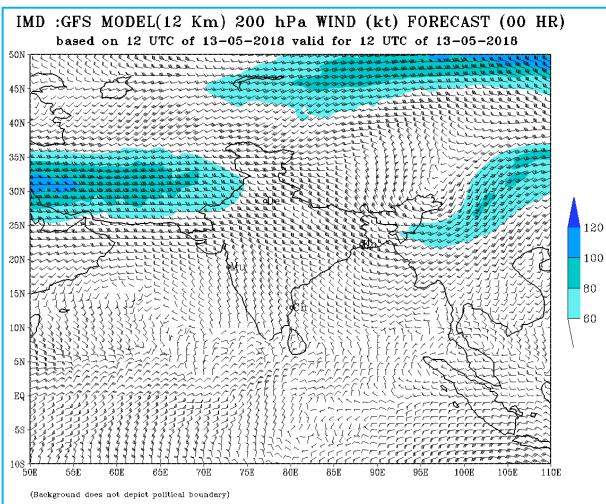 IMD :GFS MODEL(12 Km) 200 hPa WIND (kt) FORECAST (00 HR)
based on 12 UTC of 13-05-2018 valid for 12 UTC of 13-05-2018
50N
45N
40N
35N
30N
25N
20N
15N
10N
5N
EQ
5S
10S
50E 55E 60E 65E 70E 75E 80E 85E 90E 95E 100E 105E 110E
Mu
Ch
120
100
80
60
(Background does not depict political boundary)